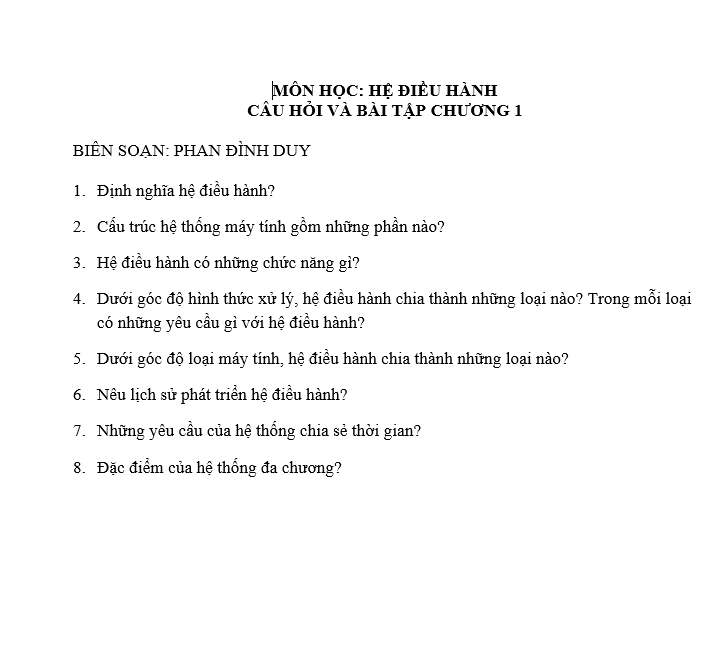 MÔN HỌC: HỆ ĐIỀU HÀNH
CÂU HỎI VÀ BÀI TẬP CHƯƠNG 1
BIÊN SOẠN: PHAN ĐÌNH DUY
1. Định nghĩa hệ điều hành?
2. Cấu trúc hệ thống máy tính gồm những phần nào?
3. Hệ điều hành có những chức năng gì?
4. Dưới góc độ hình thức xử lý, hệ điều hành chia thành những loại nào? Trong mỗi loại
có những yêu cầu gì với hệ điều hành?
5. Dưới góc độ loại máy tính, hệ điều hành chia thành những loại nào?
6. Nêu lịch sử phát triển hệ điều hành?
7. Những yêu cầu của hệ thống chia sẻ thời gian?
8. Đặc điểm của hệ thống đa chương?